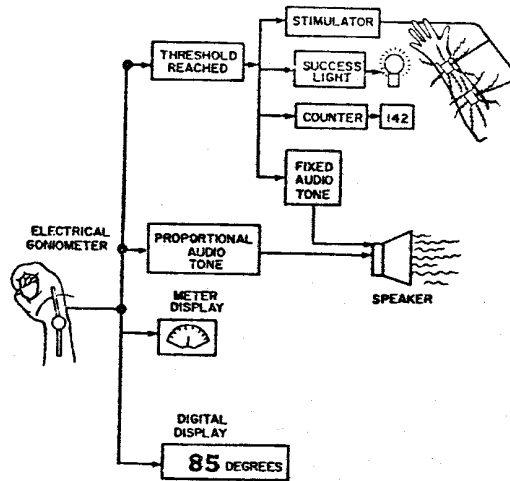 STIMULATOR
THRESHOLD
REACHED
SUCCESS
LIGHT
COUNTER
142
FIXED
AUDIO
TONE
ELECTRICAL
GONIOMETER
PROPORTIONAL
AUDIO
TONE
SPEAKER
METER
DISPLAY
DIGITAL
DISPLAY
85 DEGREES